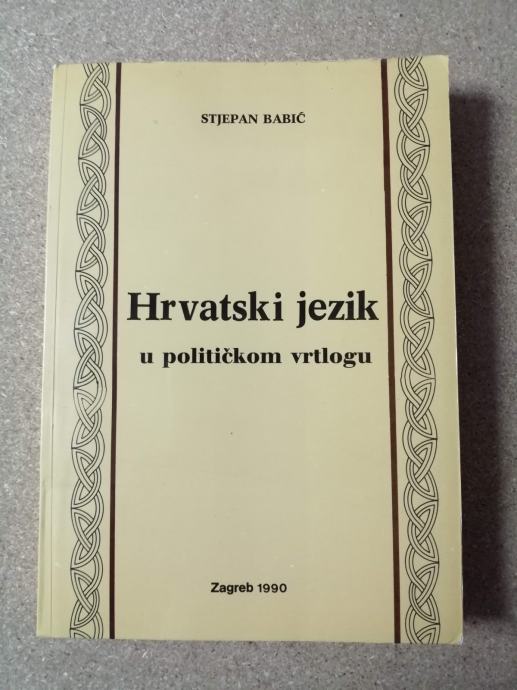 STJEPAN BABIĆ
Hrvatski jezik
u političkom vrtlogu
Zagreb 1990